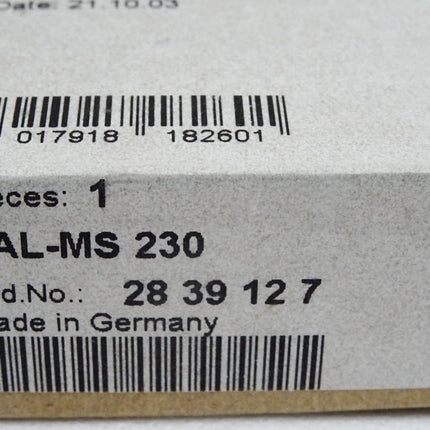 Date: 21.10.03
017918 182601
eces: 1
AL-MS 230
d.No.: 28 39 12 7
ade in Germany